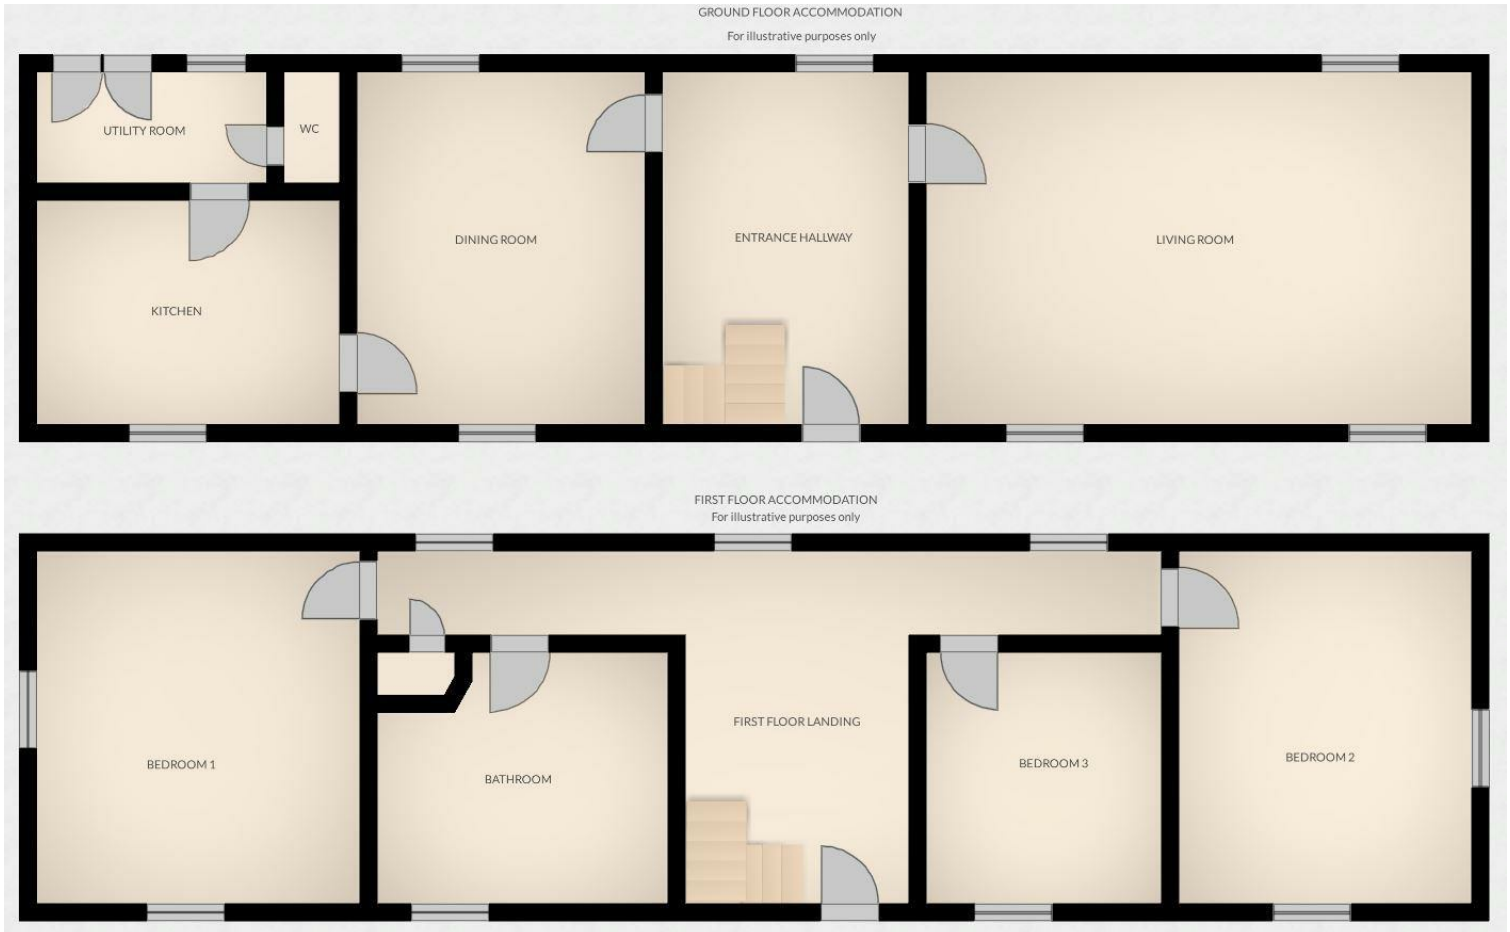 GROUND FLOOR ACCOMMODATION
For illustrative purposes only
UTILITY ROOM
WC
DINING ROOM
ENTRANCE HALLWAY
LIVING ROOM
KITCHEN
FIRST FLOOR ACCOMMODATION
For illustrative purposes only
BEDROOM 1
BATHROOM
FIRST FLOOR LANDING
BEDROOM 3
BEDROOM 2